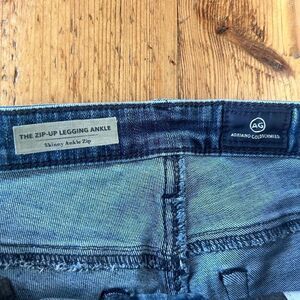 THE ZIP-UP LEGGING ANKLE
Skinny Ankle Zip
AG
ADRIANO GOLDSCHMIED